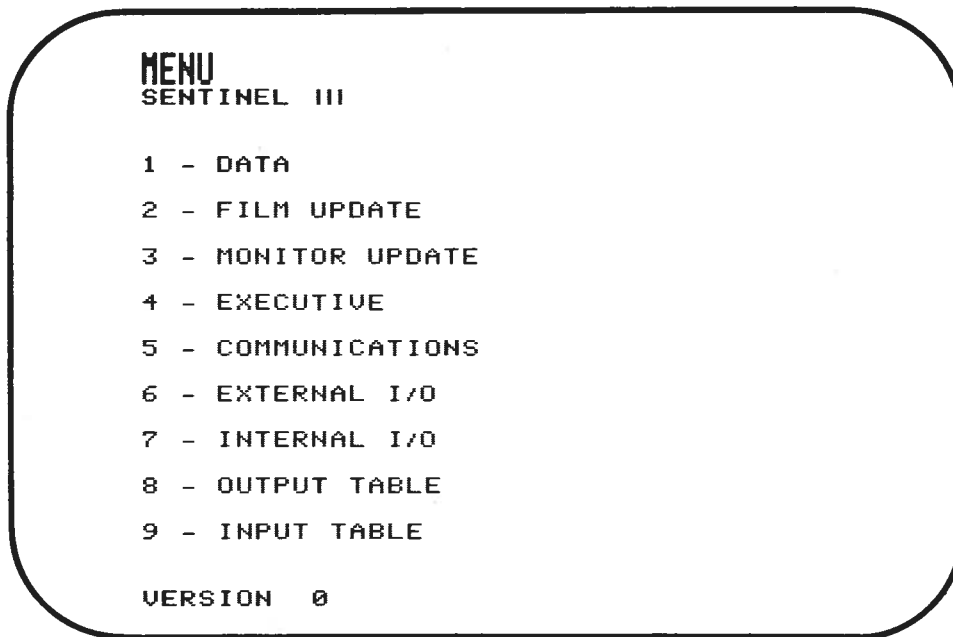 MENU
SENTINEL III
1 - DATA
2 - FILM UPDATE
3 - MONITOR UPDATE
4 - EXECUTIVE
5 - COMMUNICATIONS
6 - EXTERNAL I/O
7 - INTERNAL I/O
8 - OUTPUT TABLE
9 - INPUT TABLE
VERSION 0